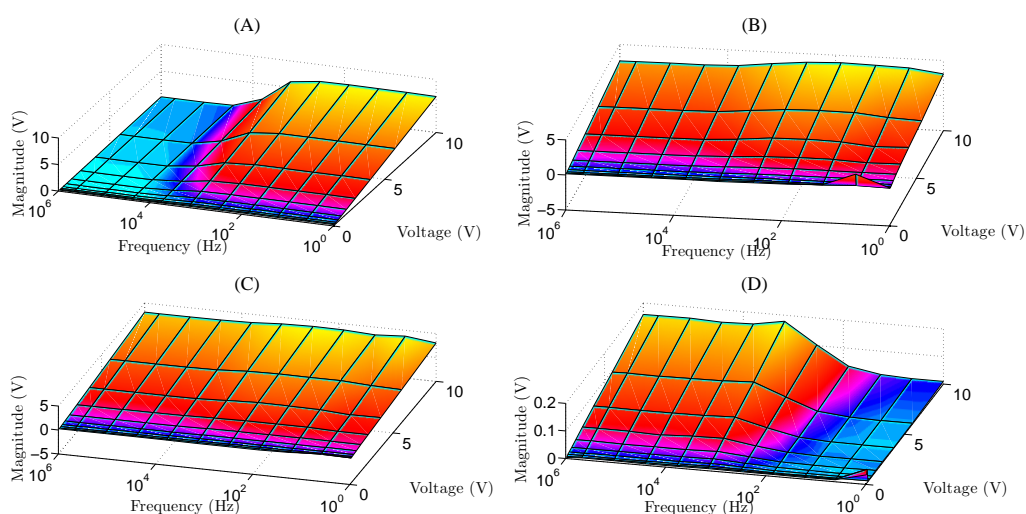 (A)
Magnitude (V)
10
5
0
10^6
10^4
10^2
10^0
Frequency (Hz)
0
5
10
Voltage (V)
(B)
Magnitude (V)
5
0
−5
10^6
10^4
10^2
10^0
Frequency (Hz)
0
5
10
Voltage (V)
(C)
Magnitude (V)
5
0
−5
10^6
10^4
10^2
10^0
Frequency (Hz)
0
5
10
Voltage (V)
(D)
Magnitude (V)
0.2
0.1
0
10^6
10^4
10^2
10^0
Frequency (Hz)
0
5
10
Voltage (V)